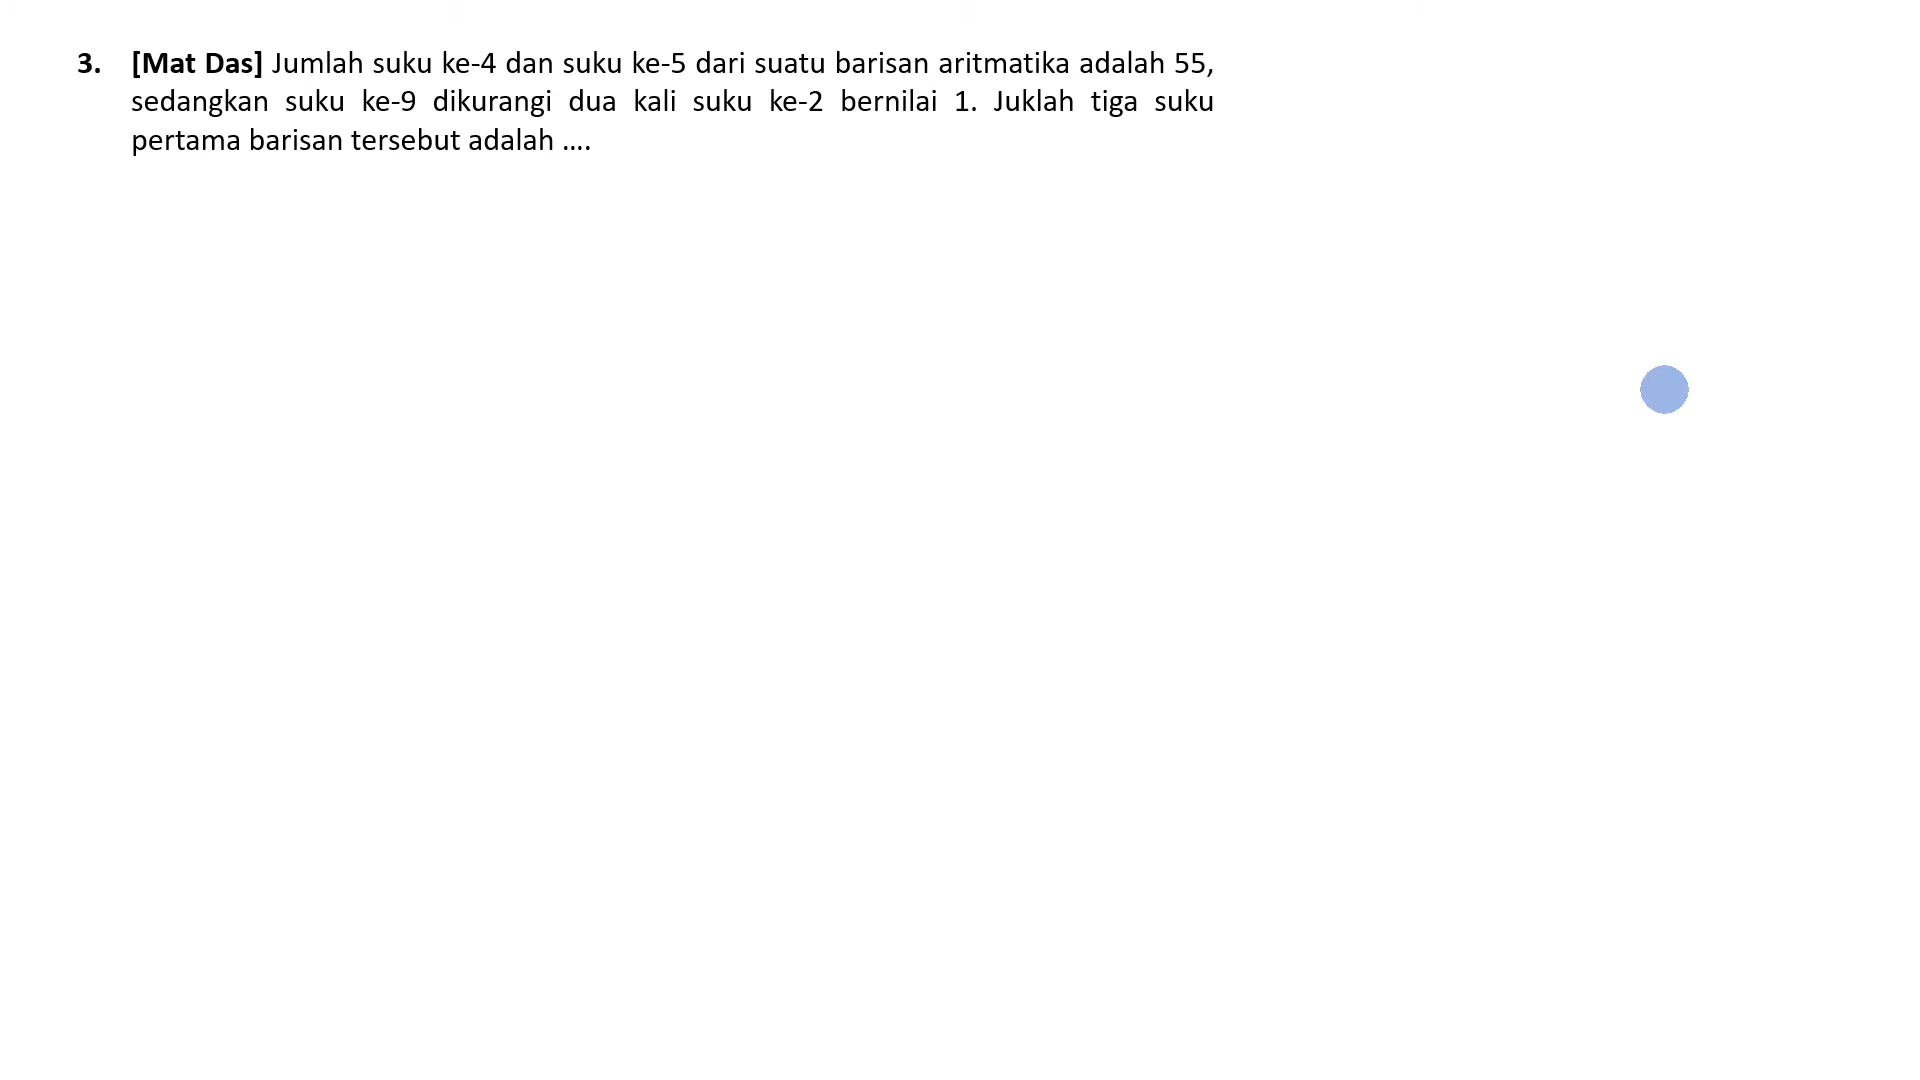 3. [Mat Das] Jumlah suku ke-4 dan suku ke-5 dari suatu barisan aritmatika adalah 55,
sedangkan suku ke-9 dikurangi dua kali suku ke-2 bernilai 1. Juklah tiga suku
pertama barisan tersebut adalah ....